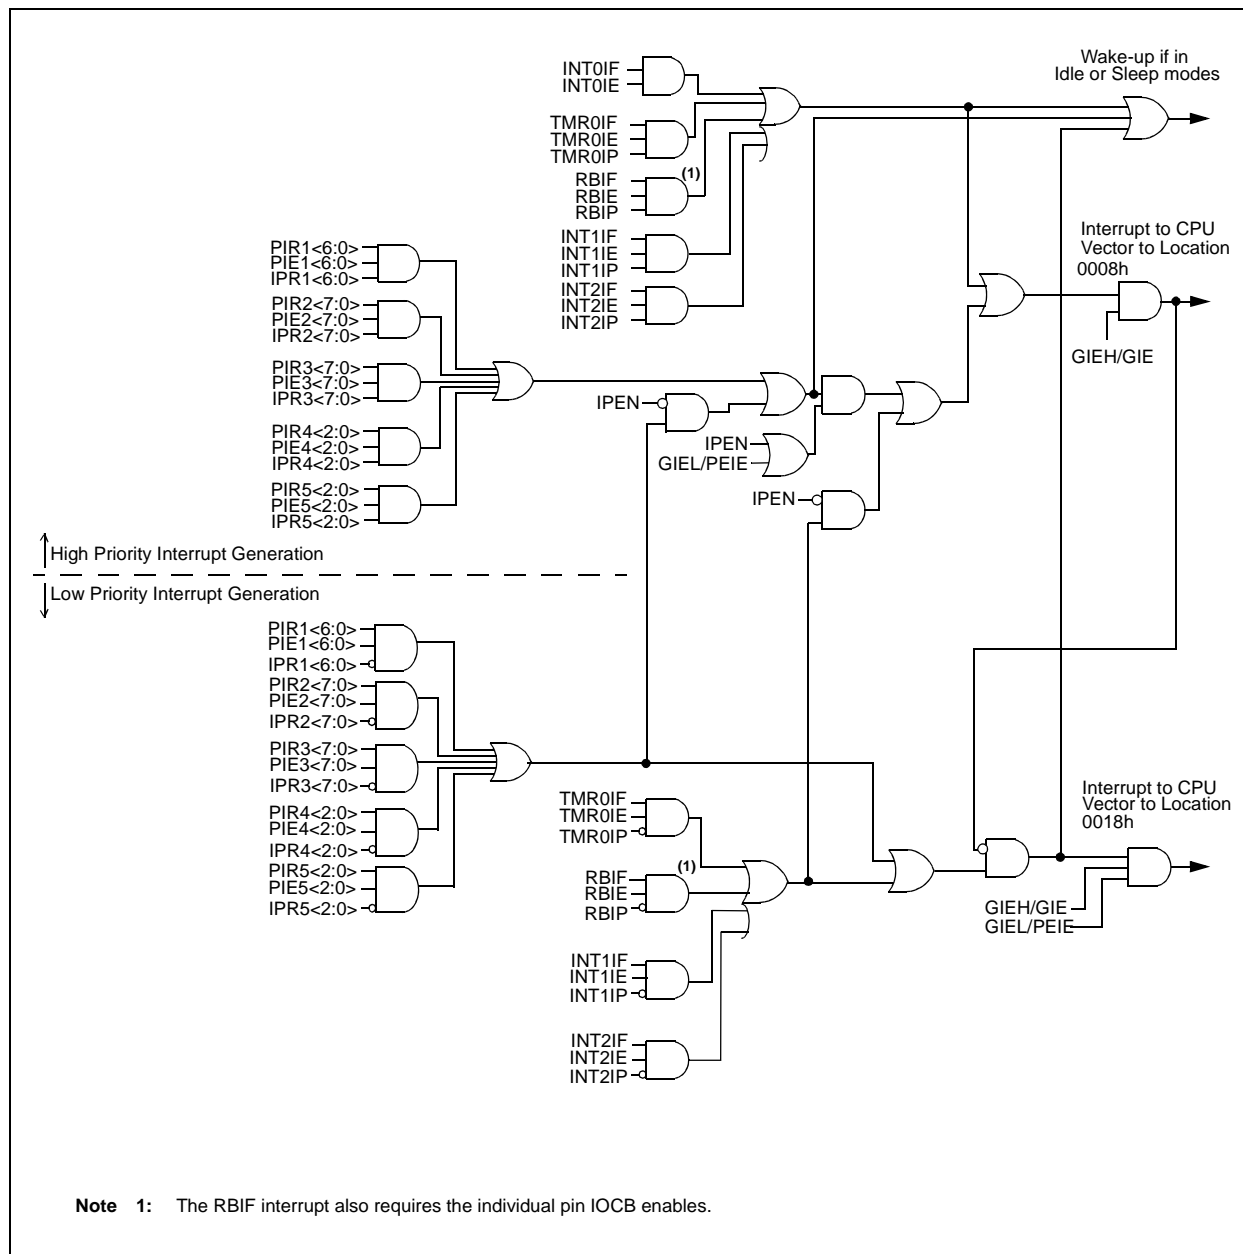 Wake-up if in
Idle or Sleep modes
INT0IF
INT0IE
TMR0IF
TMR0IE
TMR0IP
(1)
RBIF
RBIE
RBIP
INT1IF
INT1IE
INT1IP
INT2IF
INT2IE
INT2IP
Interrupt to CPU
Vector to Location
0008h
GIEH/GIE
PIR1<6:0>
PIE1<6:0>
IPR1<6:0>
PIR2<7:0>
PIE2<7:0>
IPR2<7:0>
PIR3<7:0>
PIE3<7:0>
IPR3<7:0>
PIR4<2:0>
PIE4<2:0>
IPR4<2:0>
PIR5<2:0>
PIE5<2:0>
IPR5<2:0>
IPEN
IPEN
GIEL/PEIE
IPEN
High Priority Interrupt Generation
Low Priority Interrupt Generation
PIR1<6:0>
PIE1<6:0>
IPR1<6:0>
PIR2<7:0>
PIE2<7:0>
IPR2<7:0>
PIR3<7:0>
PIE3<7:0>
IPR3<7:0>
PIR4<2:0>
PIE4<2:0>
IPR4<2:0>
PIR5<2:0>
PIE5<2:0>
IPR5<2:0>
TMR0IF
TMR0IE
TMR0IP
(1)
RBIF
RBIE
RBIP
INT1IF
INT1IE
INT1IP
INT2IF
INT2IE
INT2IP
Interrupt to CPU
Vector to Location
0018h
GIEH/GIE
GIEL/PEIE
Note 1: The RBIF interrupt also requires the individual pin IOCB enables.